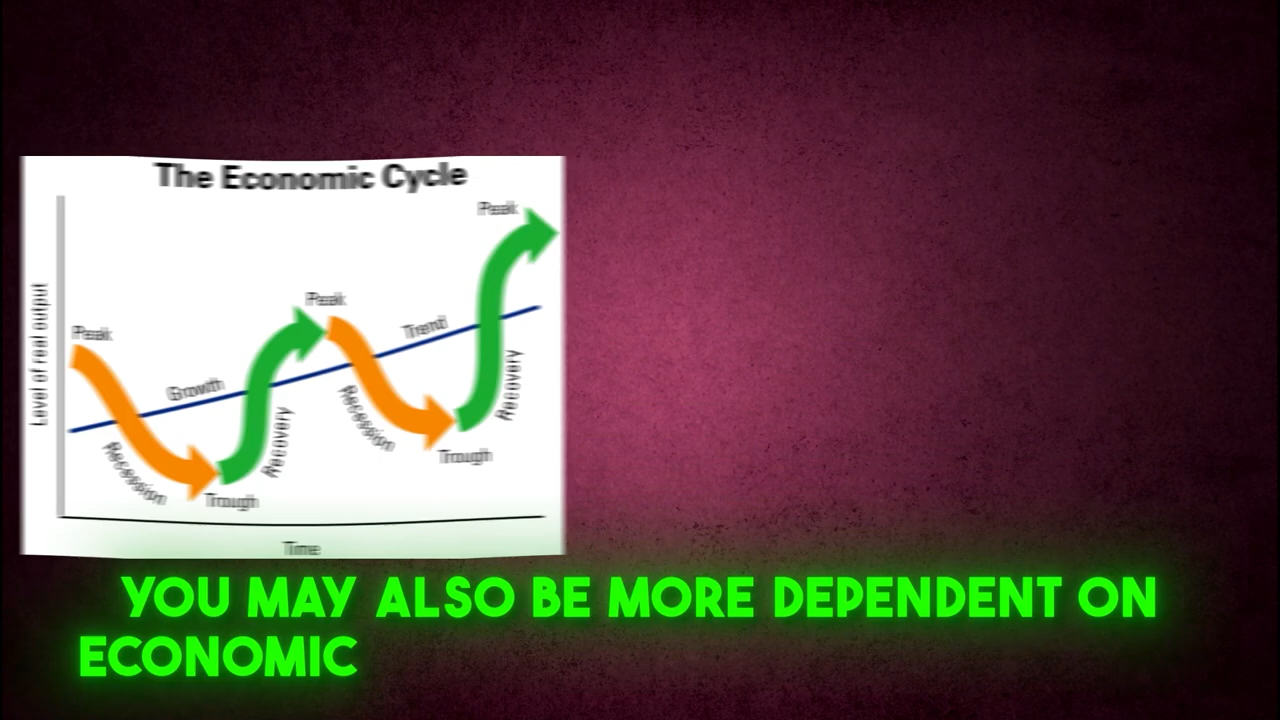 The Economic Cycle
Peak
Peak
Peak
Level of real output
Growth
Trend
Recession
Recovery
Recession
Recovery
Trough
Trough
Time
YOU MAY ALSO BE MORE DEPENDENT ON
ECONOMIC